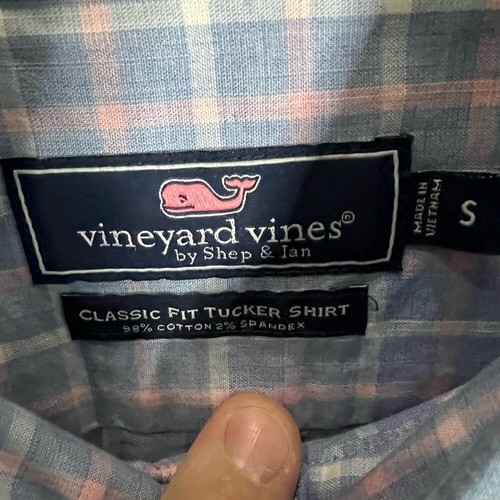 vineyard vines®
by Shep & Ian
MADE IN
VIETNAM
S
CLASSIC FIT TUCKER SHIRT
98% COTTON 2% SPANDEX